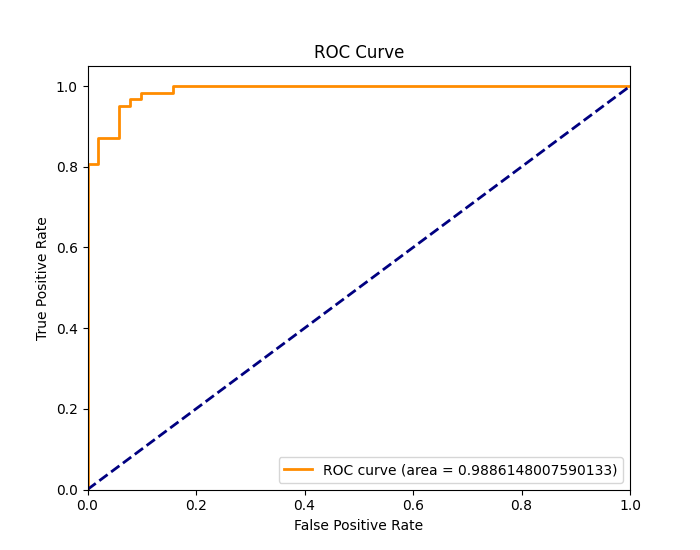 ROC Curve
1.0
0.8
0.6
0.4
0.2
0.0
True Positive Rate
ROC curve (area = 0.9886148007590133)
0.0 0.2 0.4 0.6 0.8 1.0
False Positive Rate